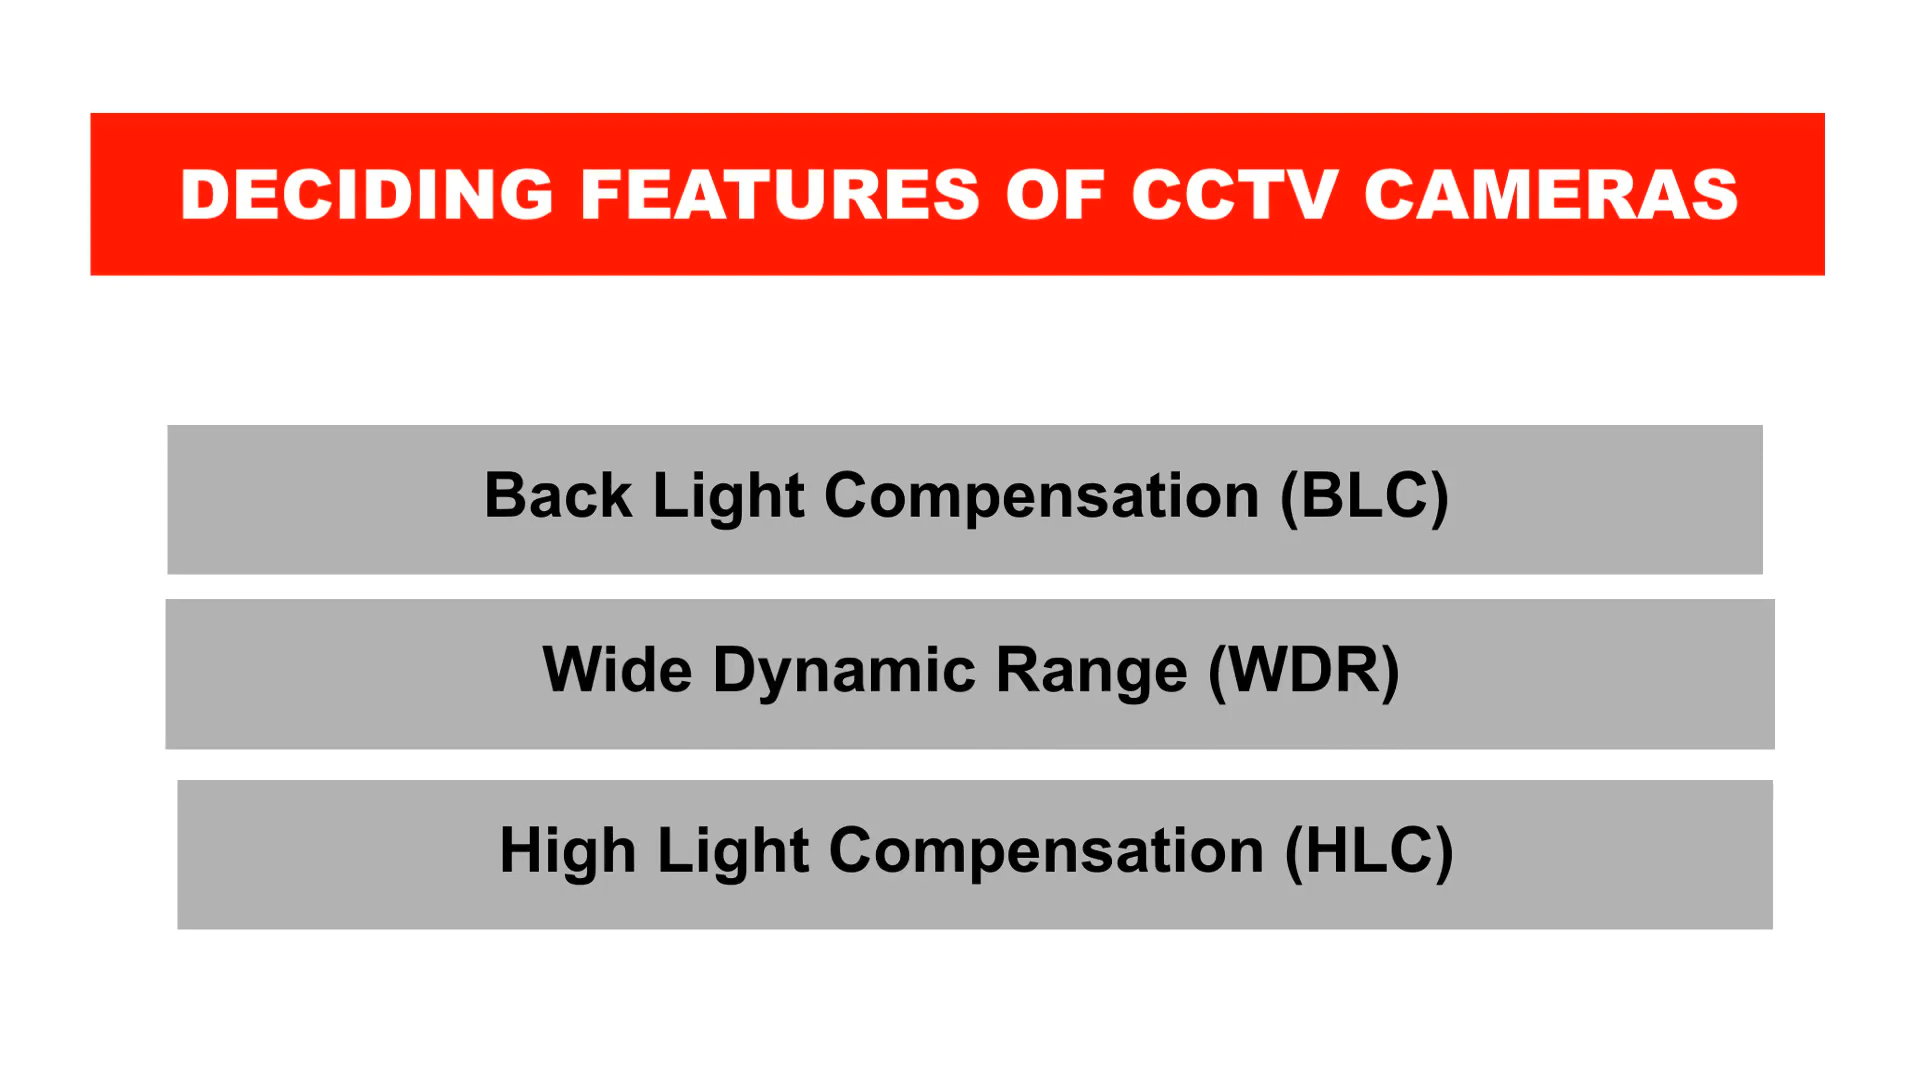 DECIDING FEATURES OF CCTV CAMERAS
Back Light Compensation (BLC)
Wide Dynamic Range (WDR)
High Light Compensation (HLC)